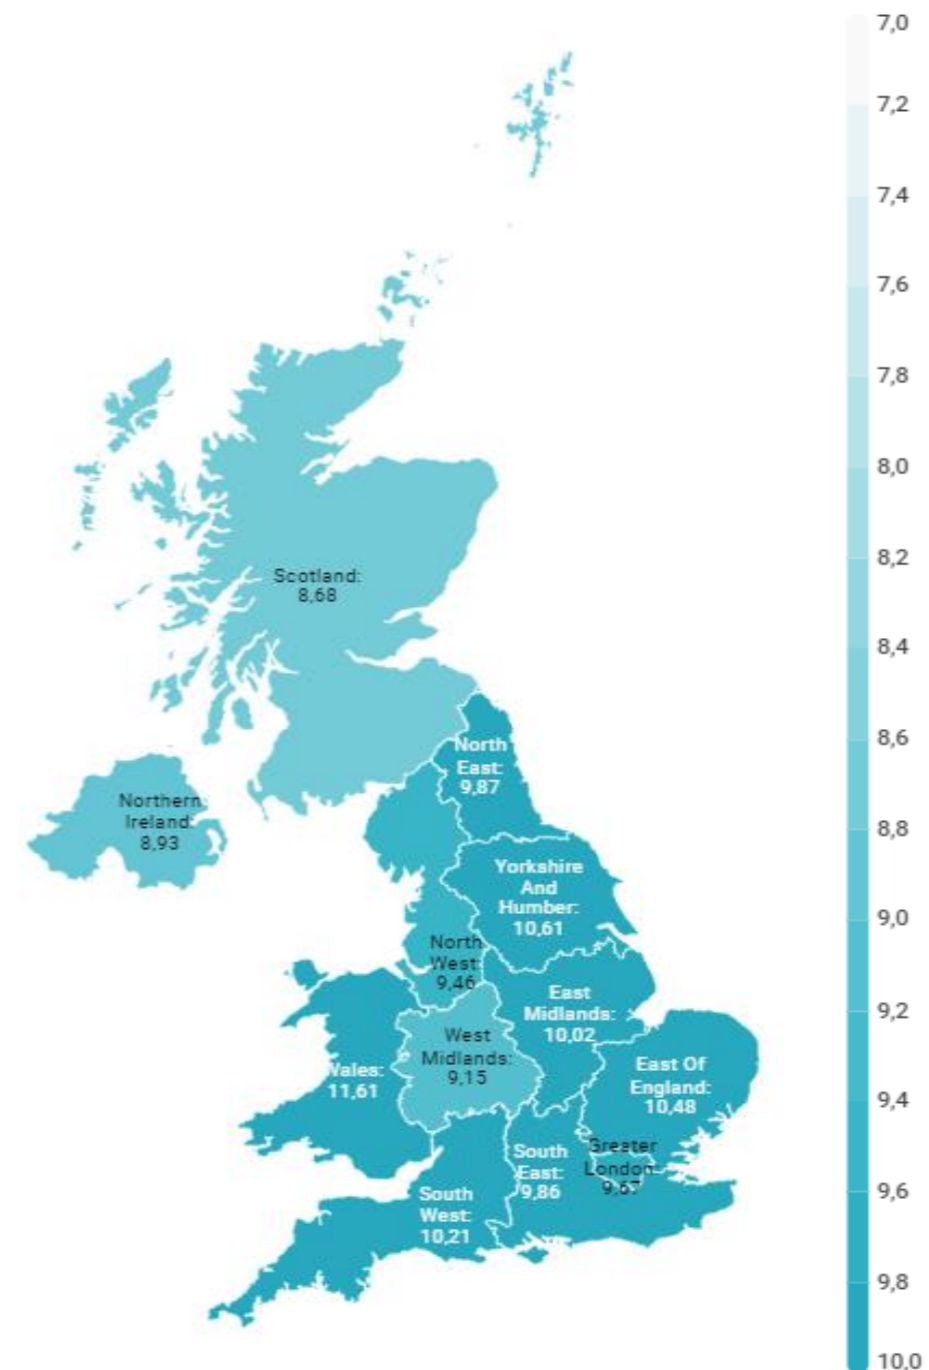 7,0
7,2
7,4
7,6
7,8
8,0
8,2
8,4
8,6
8,8
9,0
9,2
9,4
9,6
9,8
10,0
Scotland:
8,68
North
East:
9,87
Northern
Ireland:
8,93
Yorkshire
And
Humber:
10,61
North
West:
9,46
East
Midlands:
10,02
West
Midlands:
9,15
Wales:
11,61
East Of
England:
10,48
Greater
London:
9,67
South
East:
9,86
South
West:
10,21